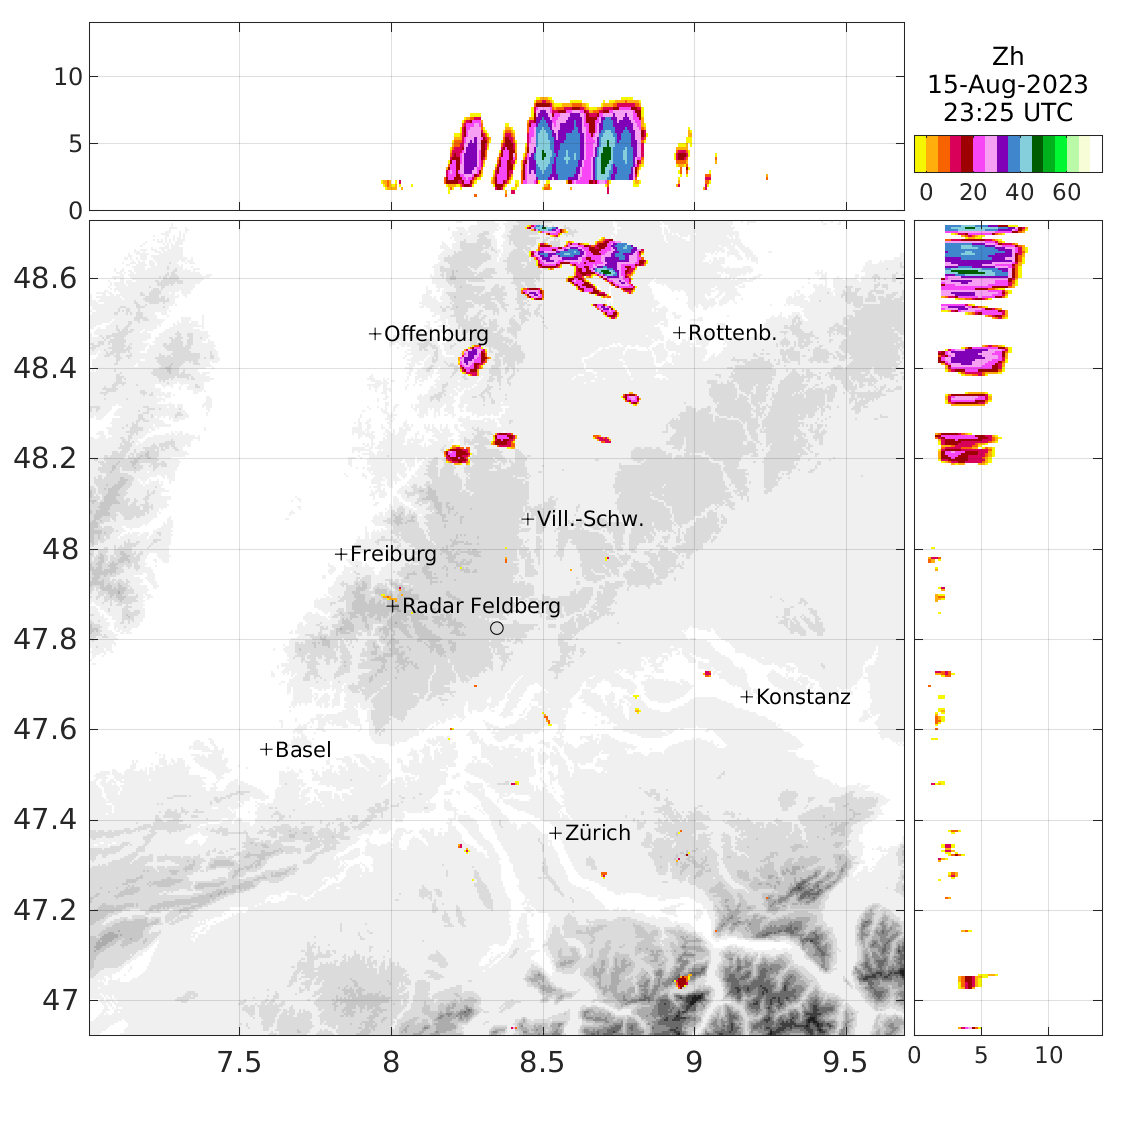 Zh
15-Aug-2023
23:25 UTC
0 20 40 60
10
5
0
48.6
48.4
48.2
48
47.8
47.6
47.4
47.2
47
Offenburg
Rottenb.
Vill.-Schw.
Freiburg
Radar Feldberg
Konstanz
Basel
Zürich
7.5 8 8.5 9 9.5
0 5 10